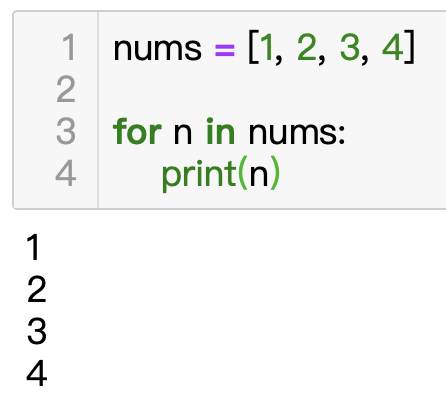 1 nums = [1, 2, 3, 4]
2
3 for n in nums:
4     print(n)
1
2
3
4